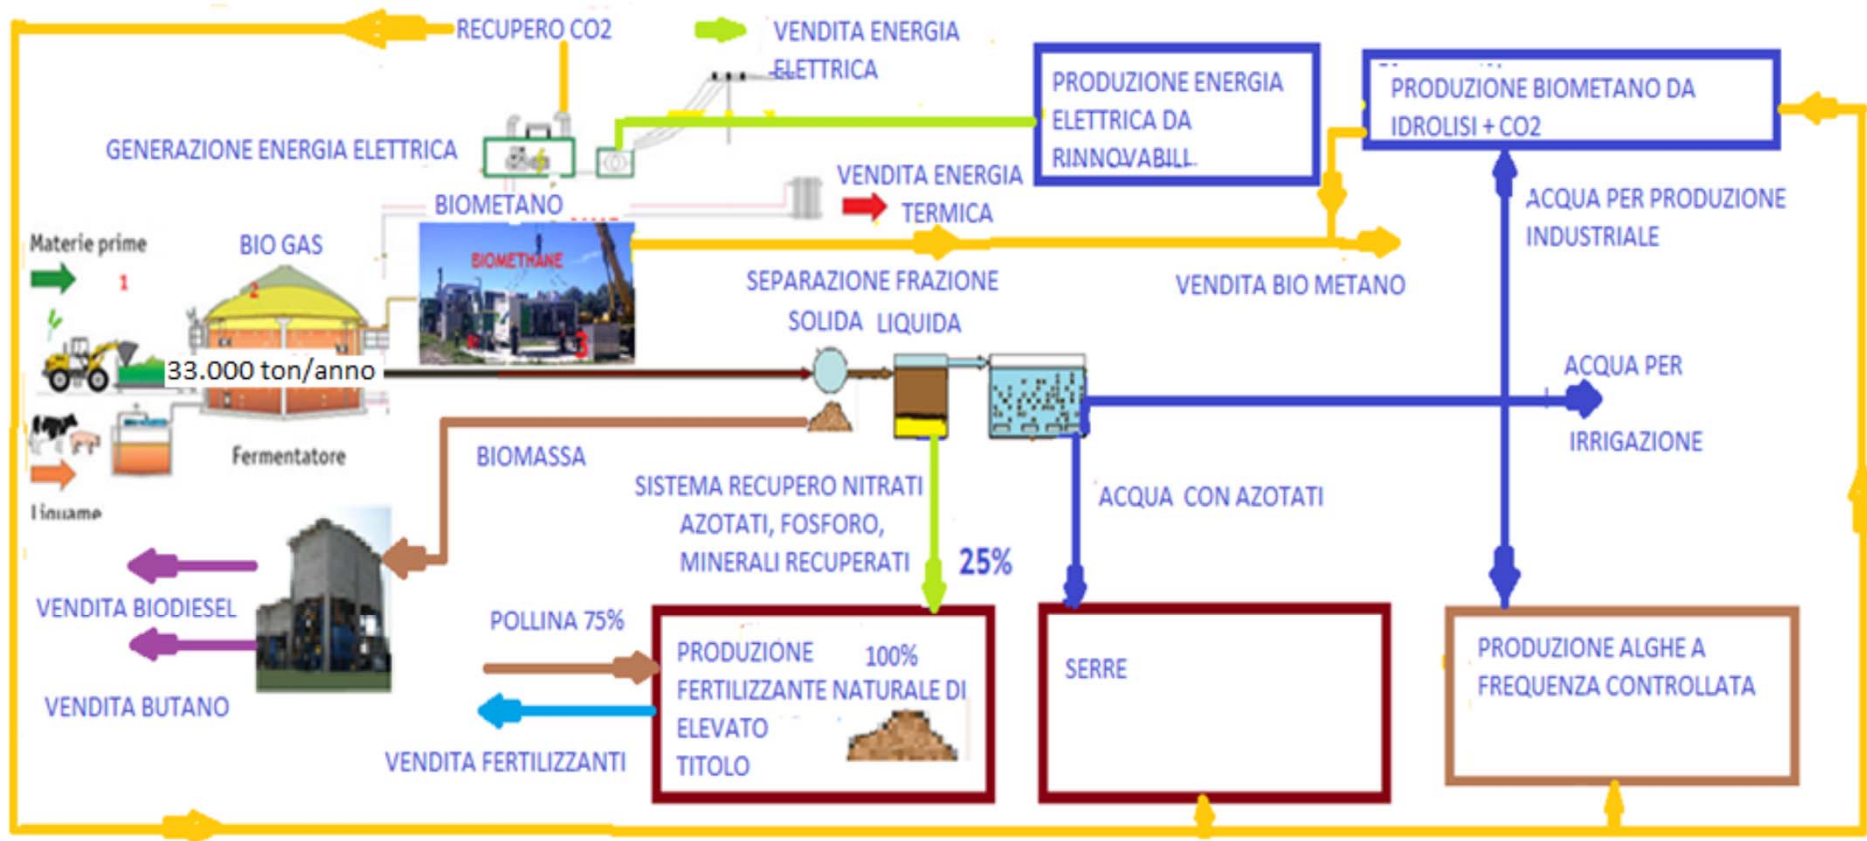 RECUPERO CO2
VENDITA ENERGIA
ELETTRICA
PRODUZIONE ENERGIA
ELETTRICA DA
RINNOVABILI
PRODUZIONE BIOMETANO DA
IDROLISI + CO2
GENERAZIONE ENERGIA ELETTRICA
VENDITA ENERGIA
TERMICA
BIOMETANO
ACQUA PER PRODUZIONE
INDUSTRIALE
Materie prime
1
BIO GAS
2
BIOMETHANE
3
SEPARAZIONE FRAZIONE
SOLIDA LIQUIDA
VENDITA BIO METANO
33.000 ton/anno
ACQUA PER
IRRIGAZIONE
Fermentatore
BIOMASSA
Liquame
SISTEMA RECUPERO NITRATI
AZOTATI, FOSFORO,
MINERALI RECUPERATI
25%
ACQUA CON AZOTATI
VENDITA BIODIESEL
VENDITA BUTANO
POLLINA 75%
PRODUZIONE 100%
FERTILIZZANTE NATURALE DI
ELEVATO
TITOLO
VENDITA FERTILIZZANTI
SERRE
PRODUZIONE ALGHE A
FREQUENZA CONTROLLATA